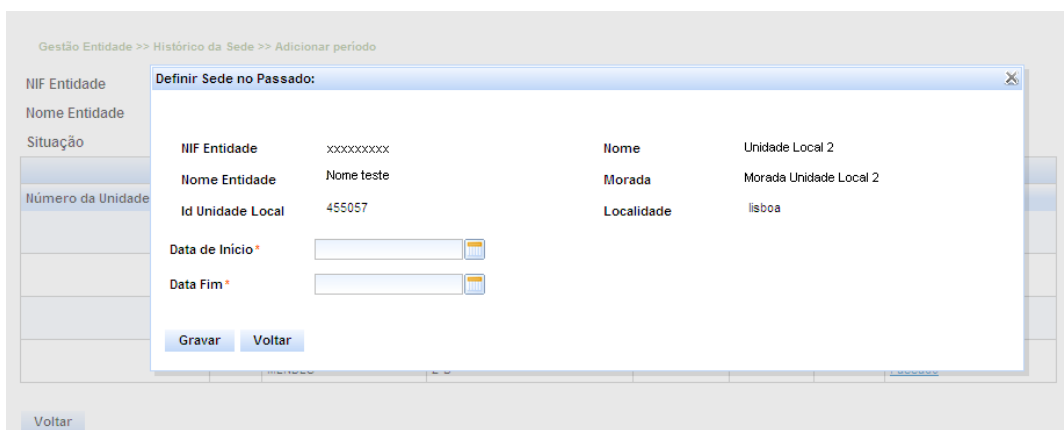 Gestão Entidade >> Histórico da Sede >> Adicionar período
NIF Entidade
Definir Sede no Passado:
Nome Entidade
Situação
NIF Entidade xxxxxxxxx Nome Unidade Local 2
Nome Entidade Nome teste Morada Morada Unidade Local 2
Número da Unidade
Id Unidade Local 455057 Localidade lisboa
Data de Início*
Data Fim*
Gravar Voltar
Voltar